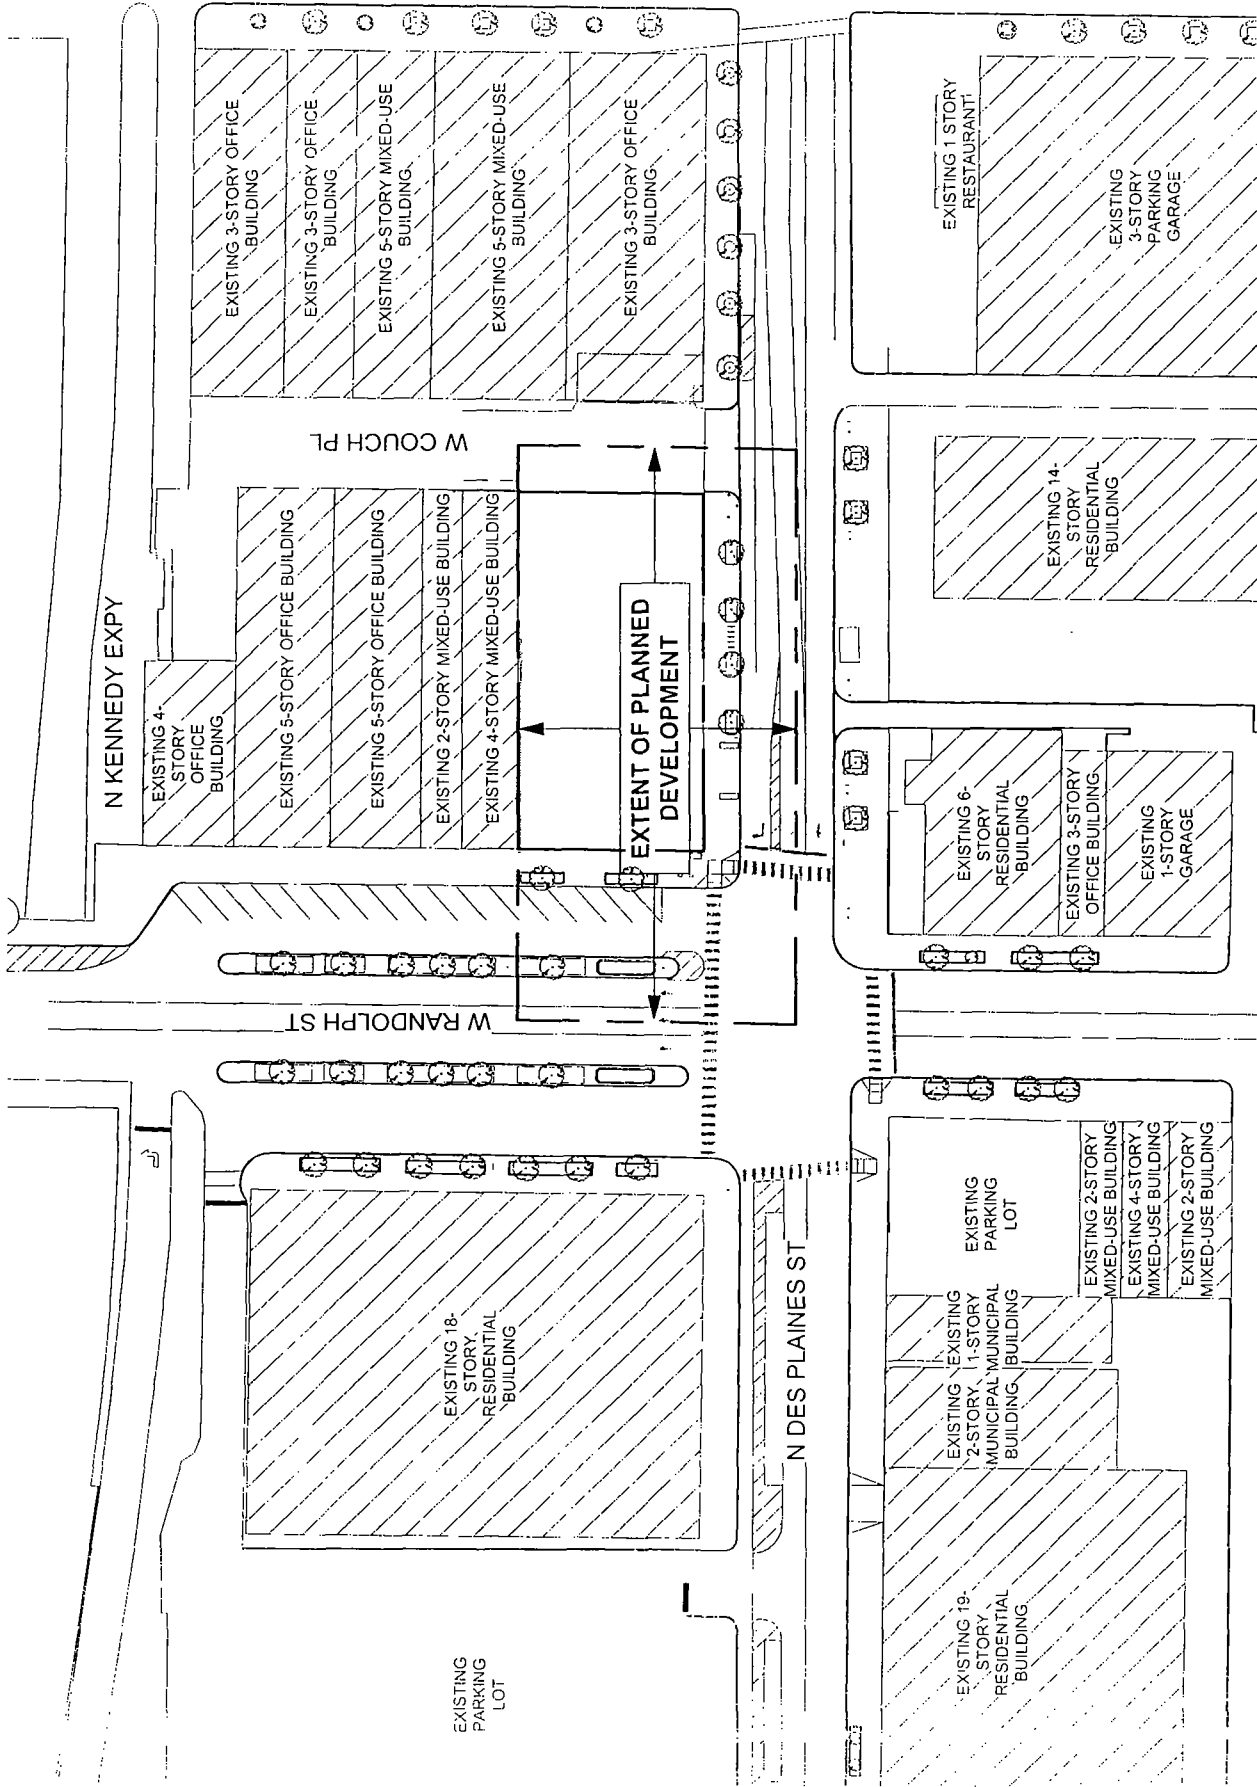 N KENNEDY EXPY
EXISTING 3-STORY OFFICE
BUILDING
EXISTING 3-STORY OFFICE
BUILDING
EXISTING 5-STORY MIXED-USE
BUILDING
EXISTING 5-STORY MIXED-USE
BUILDING
EXISTING 3-STORY OFFICE
BUILDING
EXISTING 1 STORY
RESTAURANT
EXISTING
3-STORY
PARKING
GARAGE
W COUCH PL
EXISTING 4-
STORY
OFFICE
BUILDING
EXISTING 5-STORY OFFICE BUILDING
EXISTING 5-STORY OFFICE BUILDING
EXISTING 2-STORY MIXED-USE BUILDING
EXISTING 4-STORY MIXED-USE BUILDING
EXTENT OF PLANNED
DEVELOPMENT
EXISTING 14-
STORY
RESIDENTIAL
BUILDING
EXISTING 6-
STORY
RESIDENTIAL
BUILDING
EXISTING 3-STORY
OFFICE BUILDING
EXISTING
1-STORY
GARAGE
W RANDOLPH ST
EXISTING 18-
STORY
RESIDENTIAL
BUILDING
N DES PLAINES ST
EXISTING
PARKING
LOT
EXISTING 2-STORY
MIXED-USE BUILDING
EXISTING 4-STORY
MIXED-USE BUILDING
EXISTING 2-STORY
MIXED-USE BUILDING
EXISTING
1-STORY
MUNICIPAL
BUILDING
EXISTING
2-STORY
MUNICIPAL
BUILDING
EXISTING 19-
STORY
RESIDENTIAL
BUILDING
EXISTING
PARKING
LOT